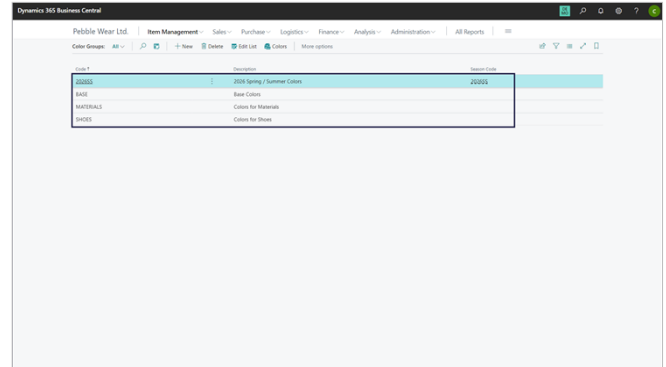 Dynamics 365 Business Central
?
C
Pebble Wear Ltd. Item Management Sales Purchase Logistics Finance Analysis Administration All Reports
Color Groups: All New Delete Edit List Colors More options
Code ↑ Description Season Code
2026SS 2026 Spring / Summer Colors 2026SS
BASE Base Colors
MATERIALS Colors for Materials
SHOES Colors for Shoes